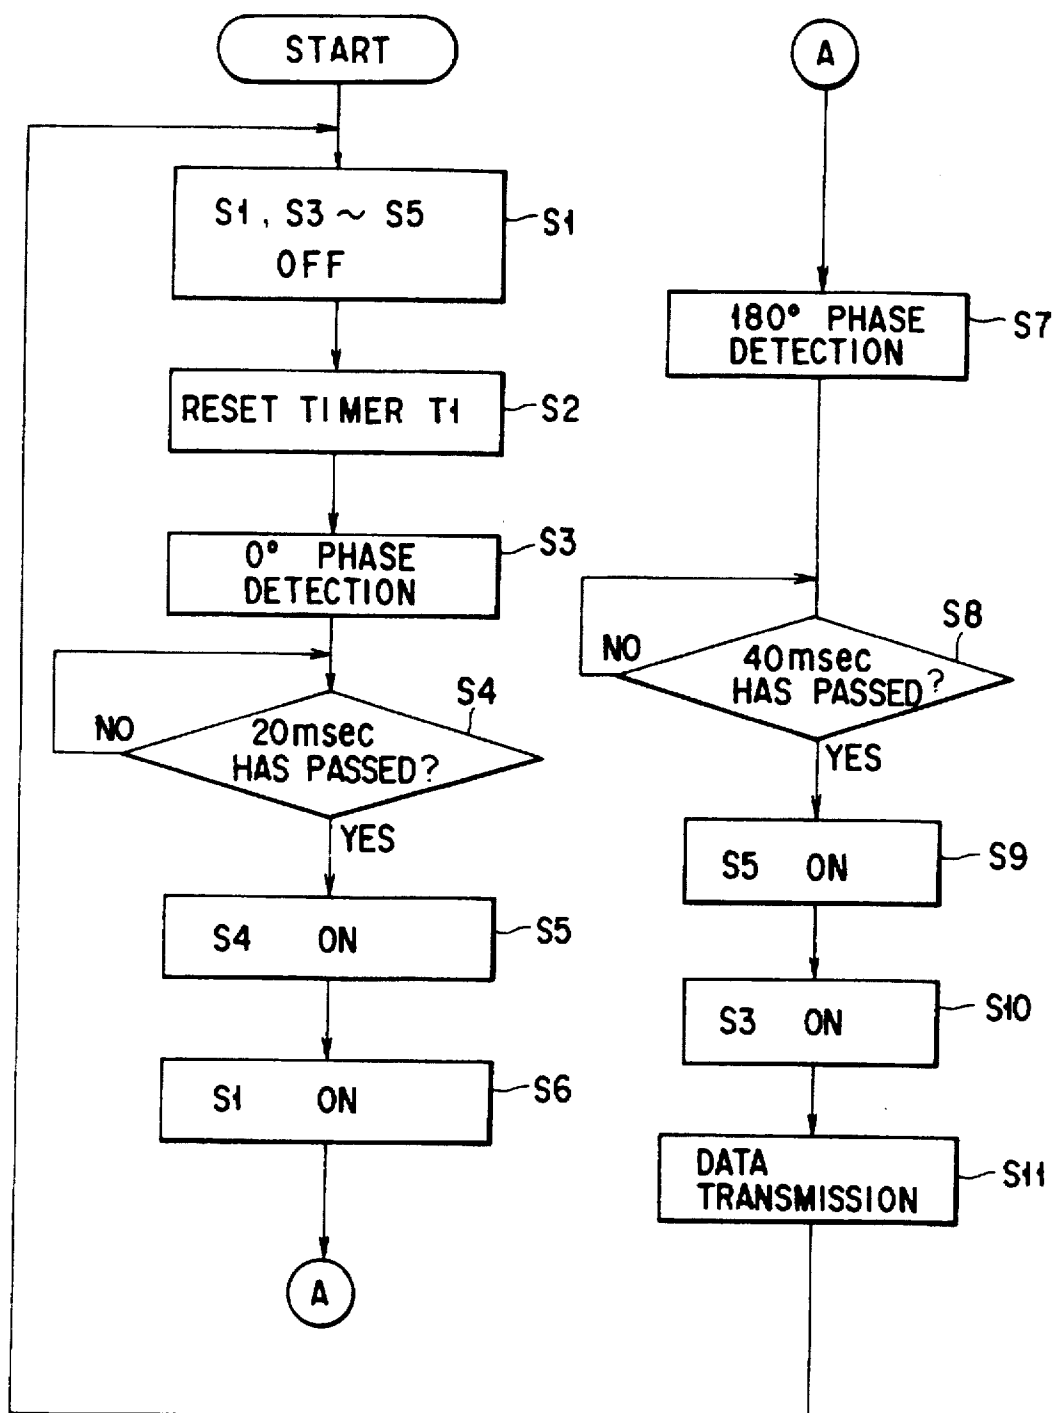 START
S1, S3 ~ S5
OFF
S1
RESET TIMER T1
S2
0° PHASE
DETECTION
S3
S4
NO
20msec
HAS PASSED?
YES
S4 ON
S5
S1 ON
S6
A
A
180° PHASE
DETECTION
S7
S8
NO
40msec
HAS PASSED?
YES
S5 ON
S9
S3 ON
S10
DATA
TRANSMISSION
S11